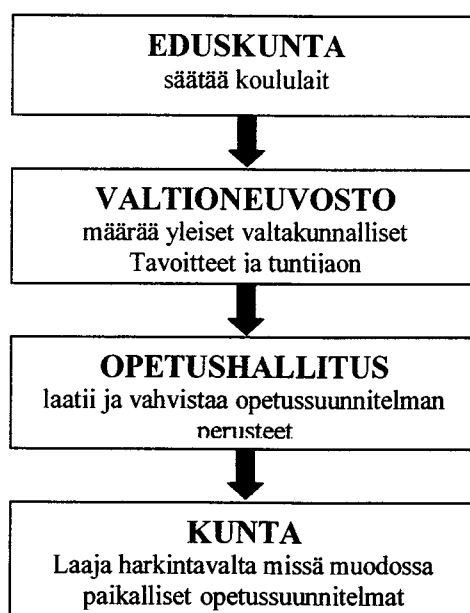 EDUSKUNTA
säätää koululait
VALTIONEUVOSTO
määrää yleiset valtakunnalliset
Tavoitteet ja tuntijaon
OPETUSHALLITUS
laatii ja vahvistaa opetussuunnitelman
perusteet
KUNTA
Laaja harkintavalta missä muodossa
paikalliset opetussuunnitelmat